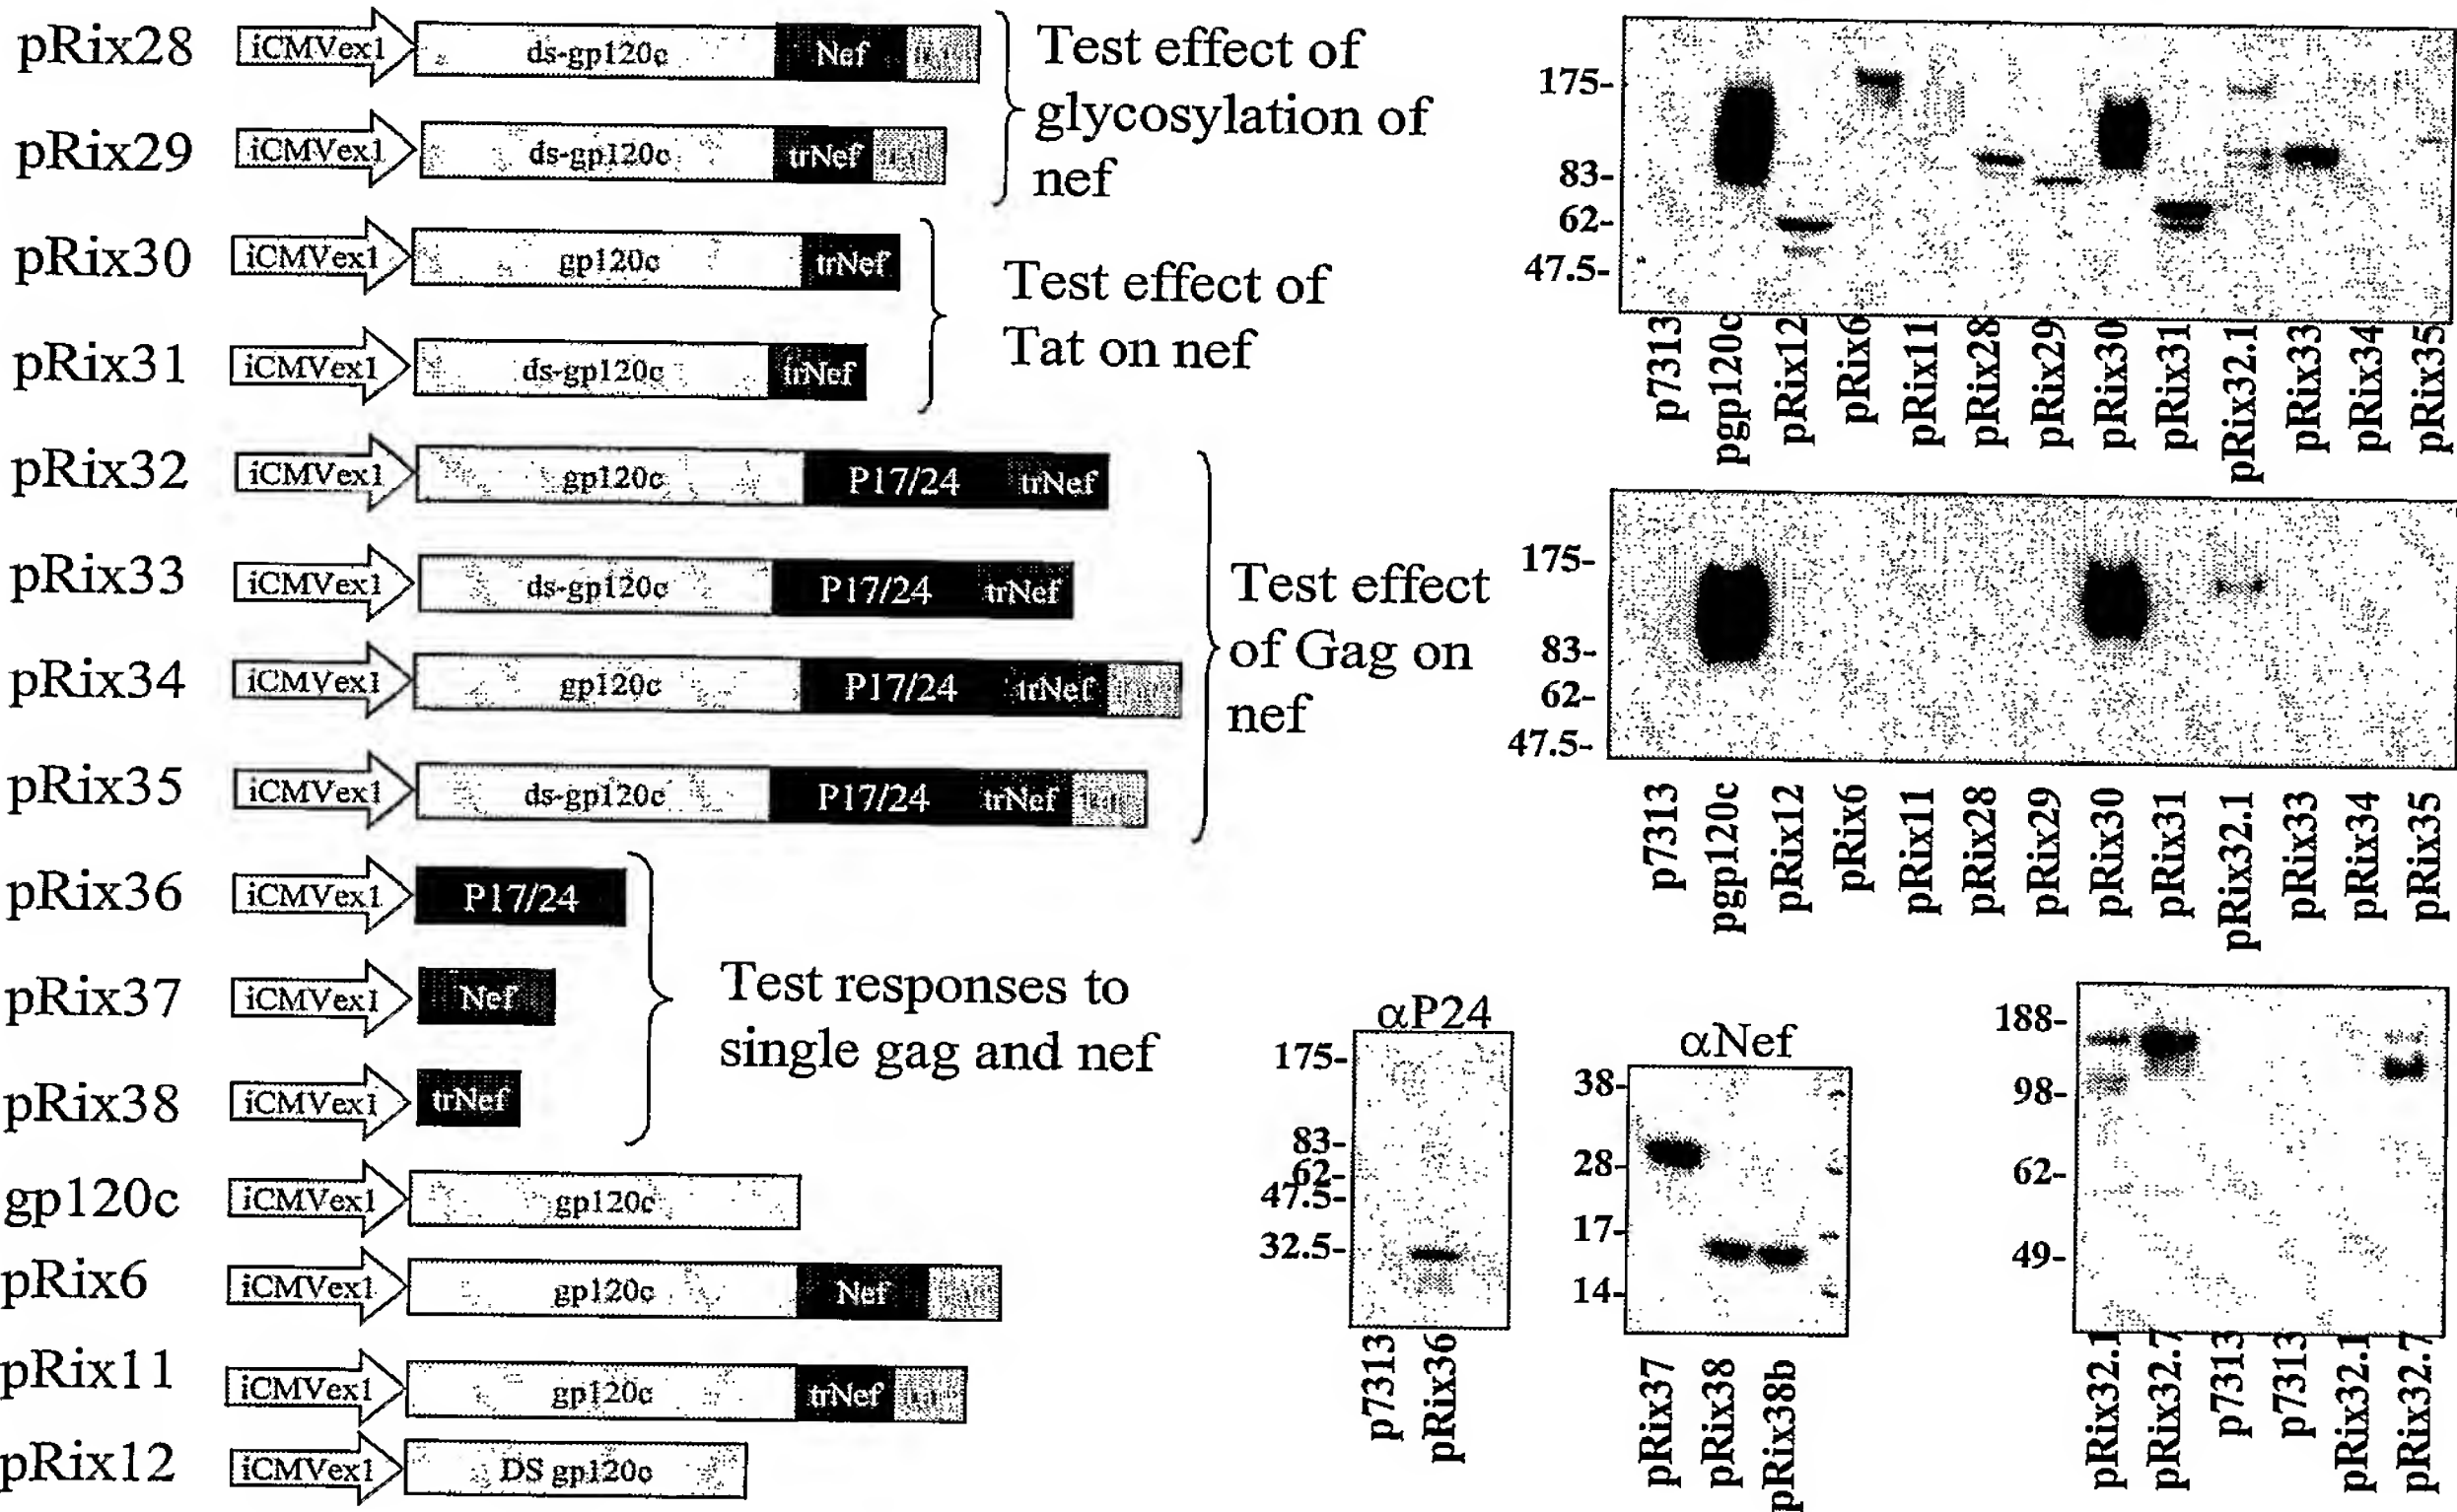 pRix28 iCMVex1 ds-gp120c Nef
pRix29 iCMVex1 ds-gp120c trNef
Test effect of
glycosylation of
nef
pRix30 iCMVex1 gp120c trNef
pRix31 iCMVex1 ds-gp120c trNef
Test effect of
Tat on nef
pRix32 iCMVex1 gp120c P17/24 trNef
pRix33 iCMVex1 ds-gp120c P17/24 trNef
pRix34 iCMVex1 gp120c P17/24 trNef
pRix35 iCMVex1 ds-gp120c P17/24 trNef
Test effect
of Gag on
nef
pRix36 iCMVex1 P17/24
pRix37 iCMVex1 Nef
pRix38 iCMVex1 trNef
Test responses to
single gag and nef
gp120c iCMVex1 gp120c
pRix6 iCMVex1 gp120c Nef
pRix11 iCMVex1 gp120c trNef
pRix12 iCMVex1 DS gp120c
175-
83-
62-
47.5-
p7313 pgp120c pRix12 pRix6 pRix11 pRix28 pRix29 pRix30 pRix31 pRix32.1 pRix33 pRix34 pRix35
175-
83-
62-
47.5-
p7313 pgp120c pRix12 pRix6 pRix11 pRix28 pRix29 pRix30 pRix31 pRix32.1 pRix33 pRix34 pRix35
αP24
175-
83-
62-
47.5-
32.5-
p7313 pRix36
αNef
38-
28-
17-
14-
pRix37 pRix38 pRix38b
188-
98-
62-
49-
pRix32.1 pRix32.7 p7313 p7313 pRix32.1 pRix32.7